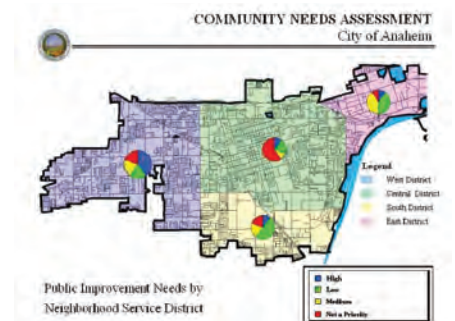 COMMUNITY NEEDS ASSESSMENT
City of Anaheim
Legend
West District
Central District
South District
East District
Public Improvement Needs by
Neighborhood Service District
High
Low
Medium
Not a Priority